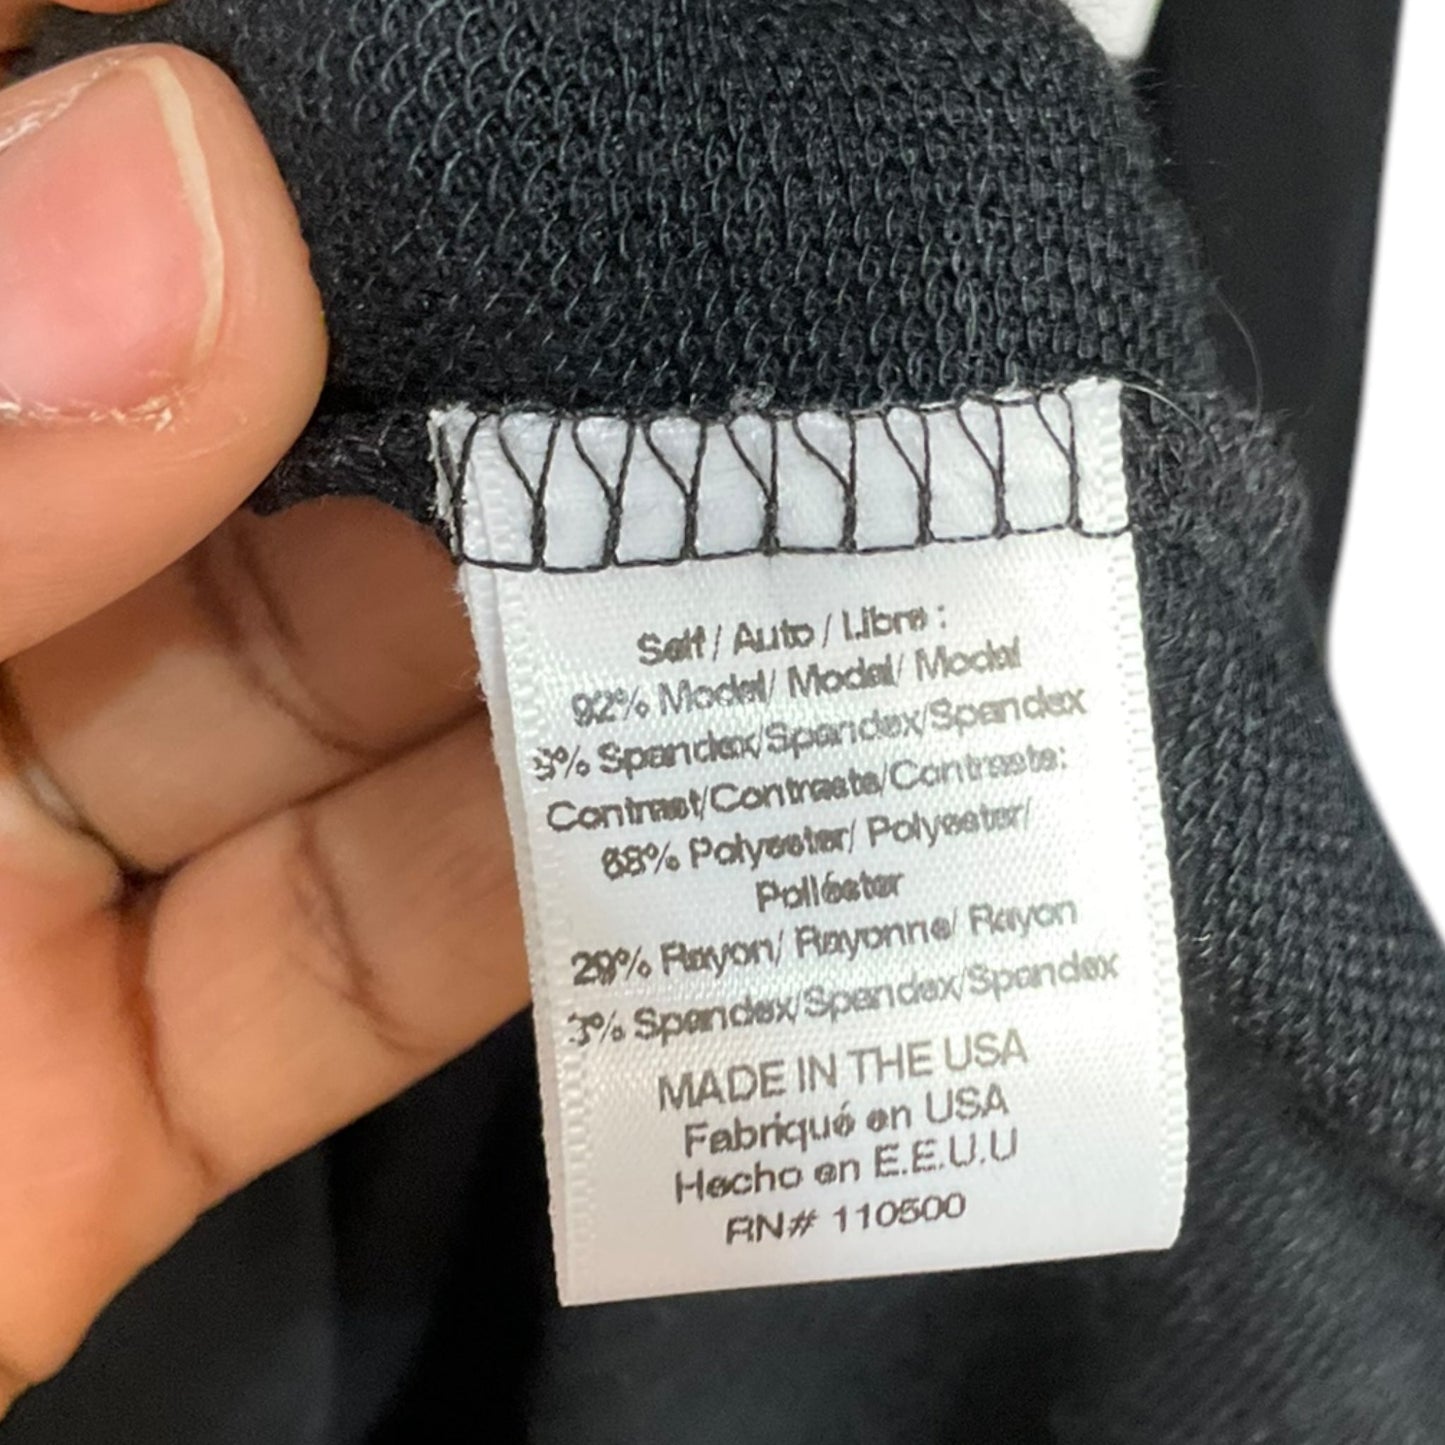 Self / Auto / Libre :
92% Modal/ Modal/ Modal
9% Spandex/Spandex/Spandex
Contrast/Contraste/Contraste:
68% Polyester/ Polyester/
Poliéster
29% Rayon/ Rayonne/ Rayon
3% Spandex/Spandex/Spandex
MADE IN THE USA
Fabriqué en USA
Hecho en E.E.U.U
RN# 110500